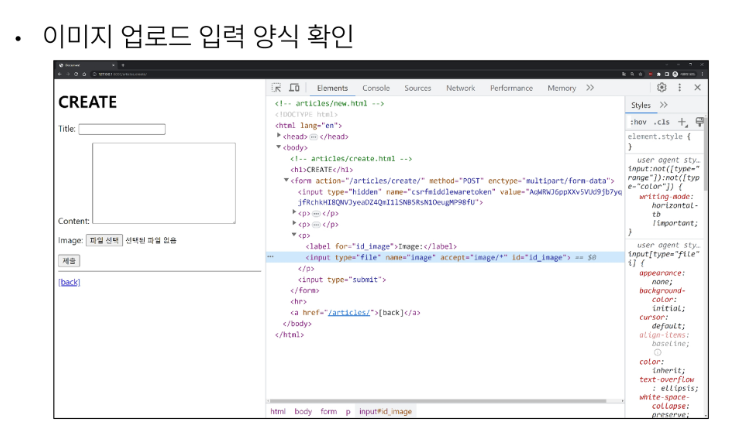 • 이미지 업로드 입력 양식 확인
Elements Console Sources Network Performance Memory
CREATE
Title:
Content:
Image: 파일 선택 선택된 파일 없음
제출
[back]
<!-- articles/new.html -->
<!DOCTYPE html>
<html lang="en">
<head> ⋯ </head>
<body>
<!-- articles/create.html -->
<h1>CREATE</h1>
<form action="/articles/create/" method="POST" enctype="multipart/form-data">
<input type="hidden" name="csrfmiddlewaretoken"
<p> ⋯ </p>
<p> ⋯ </p>
<p>
<label for="id_image">Image:</label>
<input type="file" name="image" accept="image/*" id="id_image"> == $0
</p>
<input type="submit">
</form>
<hr>
<a href="/articles/">[back]</a>
</body>
</html>
html body form p input#id_image
Styles
:hov .cls
element.style {
}
user agent sty…
input:not([type="
range"]):not([typ
e="color"]) {
writing-mode:
horizontal-
tb
!important;
}
user agent sty…
input[type="file"
i] {
appearance:
none;
background-
color:
initial;
cursor:
default;
align-items:
baseline;
color:
inherit;
text-overflow
: ellipsis;
white-space-
collapse:
preserve;